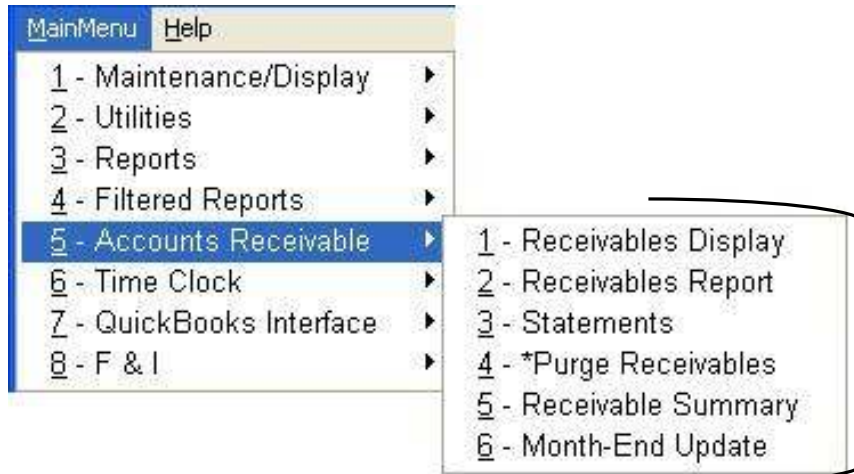 MainMenu Help
1 - Maintenance/Display
2 - Utilities
3 - Reports
4 - Filtered Reports
5 - Accounts Receivable
6 - Time Clock
7 - QuickBooks Interface
8 - F & I
1 - Receivables Display
2 - Receivables Report
3 - Statements
4 - *Purge Receivables
5 - Receivable Summary
6 - Month-End Update